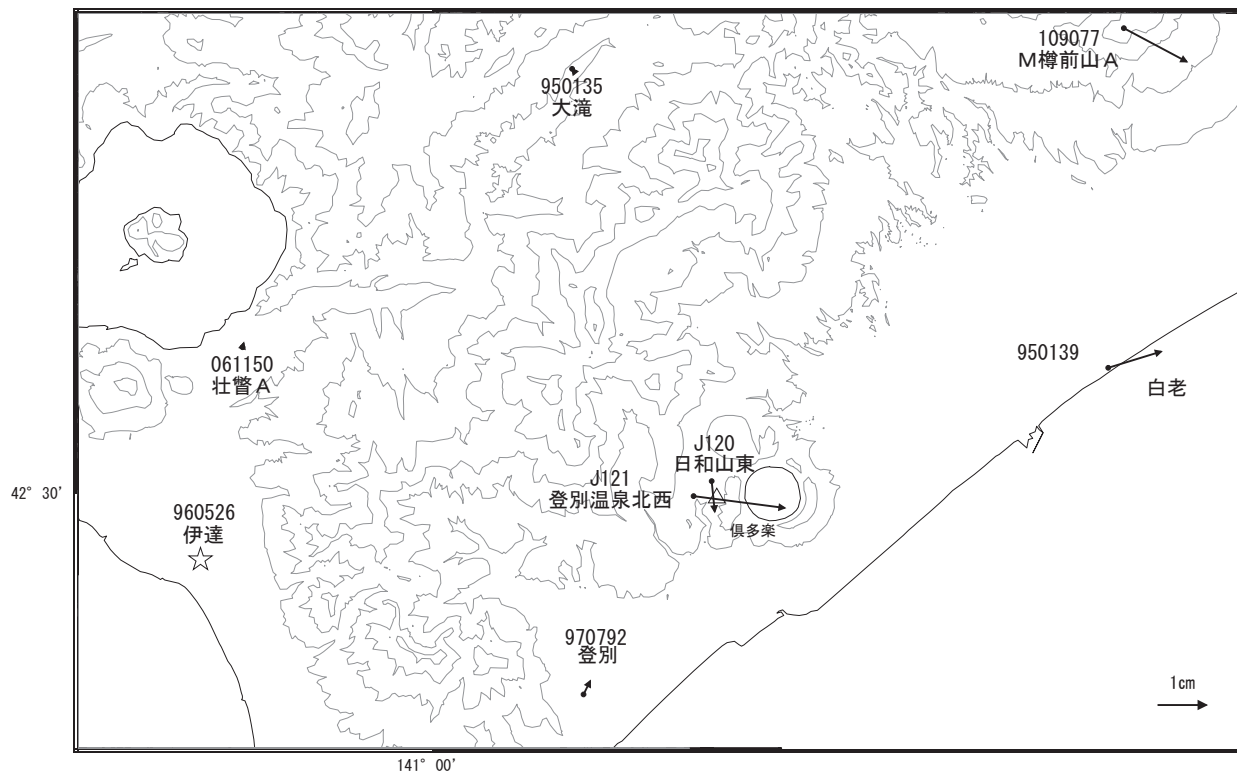 109077
M樽前山A
950135
大滝
061150
壮瞥A
950139
白老
J120
日和山東
J121
登別温泉北西
42° 30'
倶多楽
960526
伊達
970792
登別
1cm
141° 00'